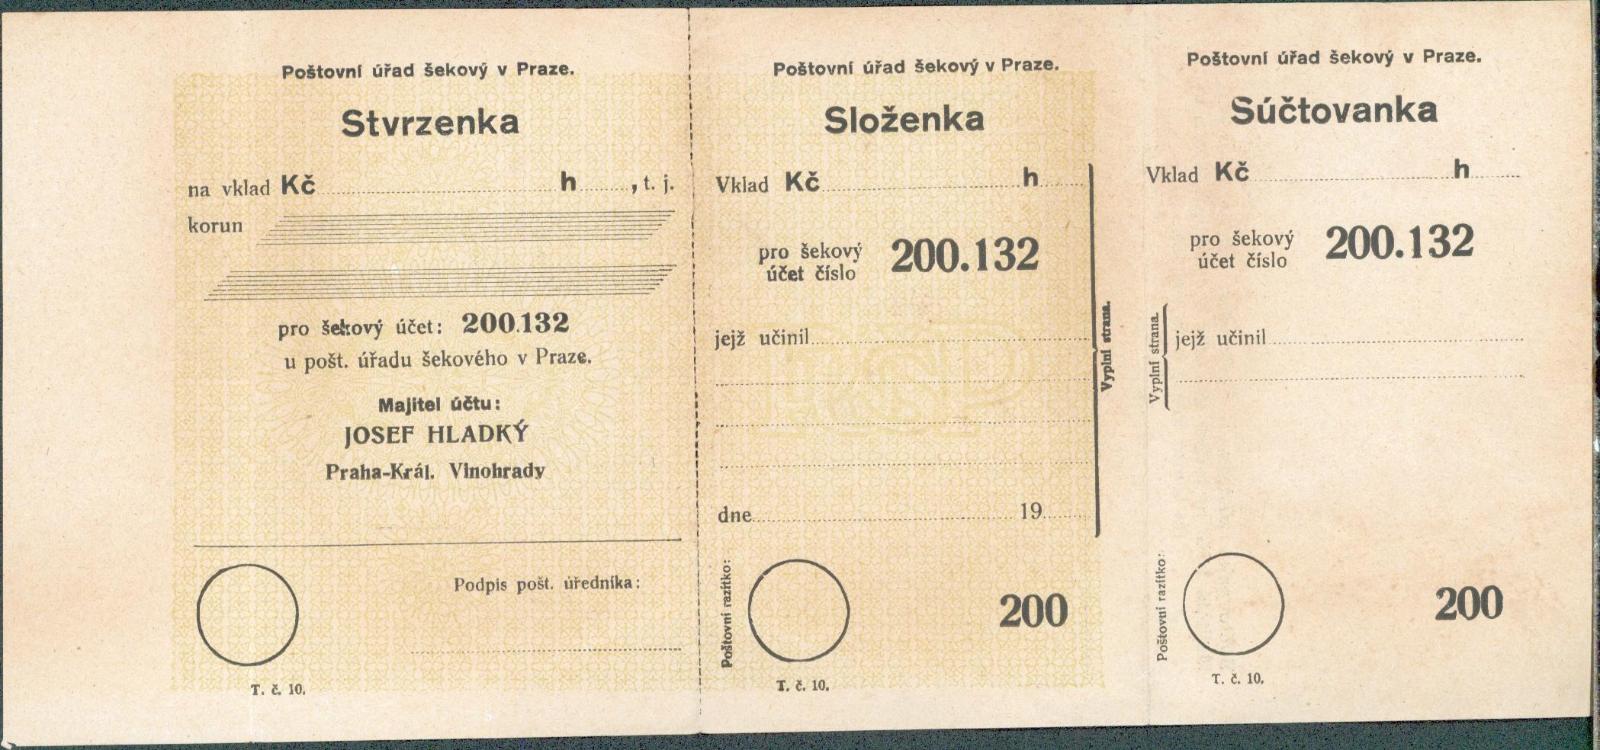 Poštovní úřad šekový v Praze.
Stvrzenka
na vklad Kč h , t. j.
korun
pro šekový účet: 200.132
u pošt. úřadu šekového v Praze.
Majitel účtu:
JOSEF HLADKÝ
Praha-Král. Vinohrady
Podpis pošt. úředníka:
T. č. 10.
Poštovní úřad šekový v Praze.
Složenka
Vklad Kč h
pro šekový
účet číslo 200.132
jejž učinil
dne 19
Vyplní strana.
Poštovní razítko:
200
T. č. 10.
Poštovní úřad šekový v Praze.
Súčtovanka
Vklad Kč h
pro šekový
účet číslo 200.132
Vyplní strana.
jejž učinil
Poštovní razítko:
200
T. č. 10.